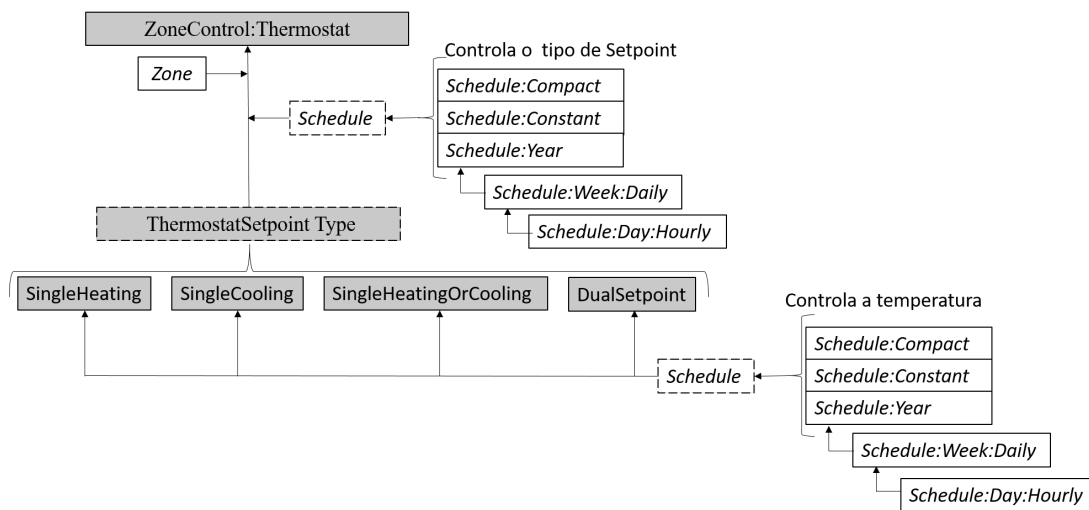 ZoneControl:Thermostat
Zone
Controla o tipo de Setpoint
Schedule
Schedule:Compact
Schedule:Constant
Schedule:Year
Schedule:Week:Daily
Schedule:Day:Hourly
ThermostatSetpoint Type
SingleHeating
SingleCooling
SingleHeatingOrCooling
DualSetpoint
Controla a temperatura
Schedule
Schedule:Compact
Schedule:Constant
Schedule:Year
Schedule:Week:Daily
Schedule:Day:Hourly